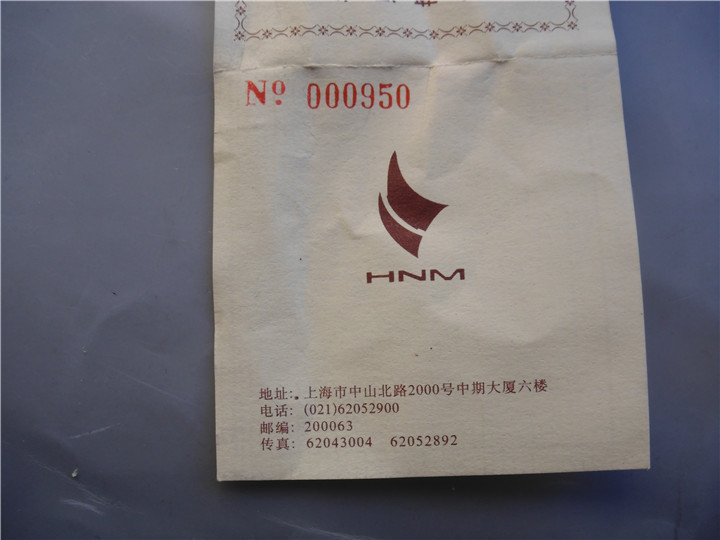 Nº 000950
HNM
地址: 上海市中山北路2000号中期大厦六楼
电话: (021)62052900
邮编: 200063
传真: 62043004 62052892